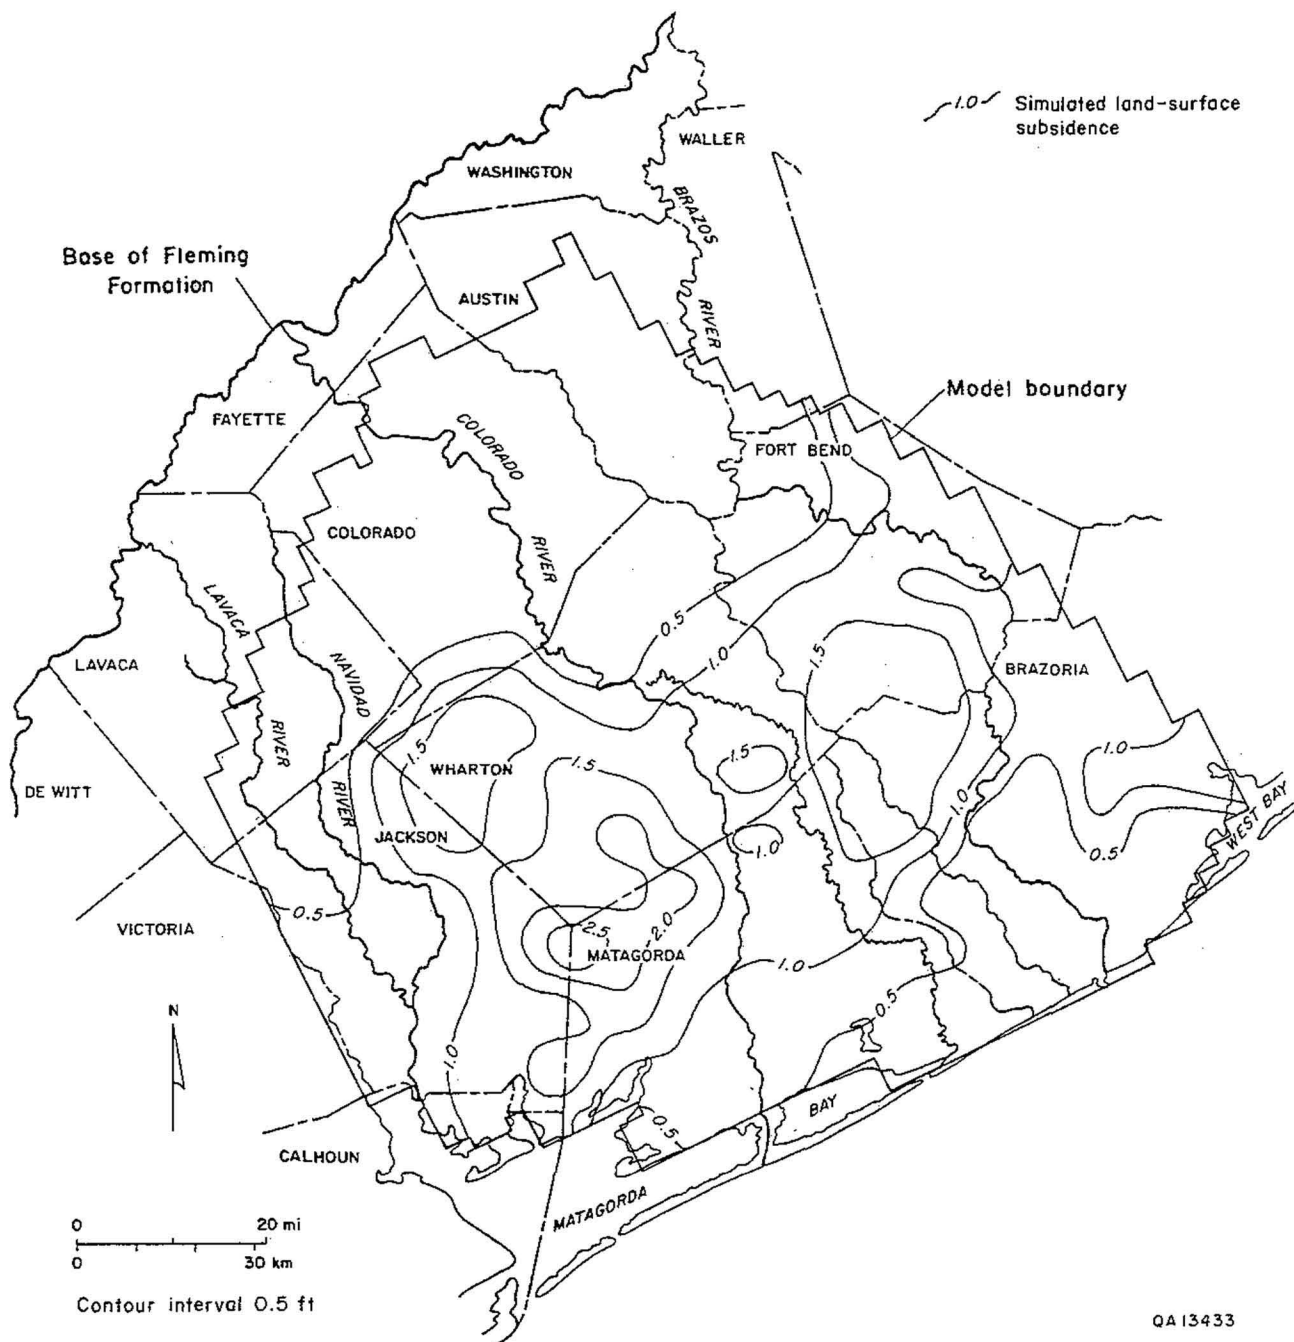 1.0
Simulated land-surface
subsidence
WALLER
WASHINGTON
BRAZOS
RIVER
Base of Fleming
Formation
AUSTIN
Model boundary
FAYETTE
COLORADO
RIVER
FORT BEND
COLORADO
LAVACA
RIVER
NAVIDAD
RIVER
0.5
1.0
LAVACA
1.5
BRAZORIA
1.5
WHARTON
1.5
1.5
1.0
DE WITT
JACKSON
1.0
1.0
0.5
WEST BAY
0.5
VICTORIA
2.5
2.0
MATAGORDA
1.0
0.5
N
1.0
0.5
BAY
CALHOUN
MATAGORDA
0 20 mi
0 30 km
Contour interval 0.5 ft
QA13433